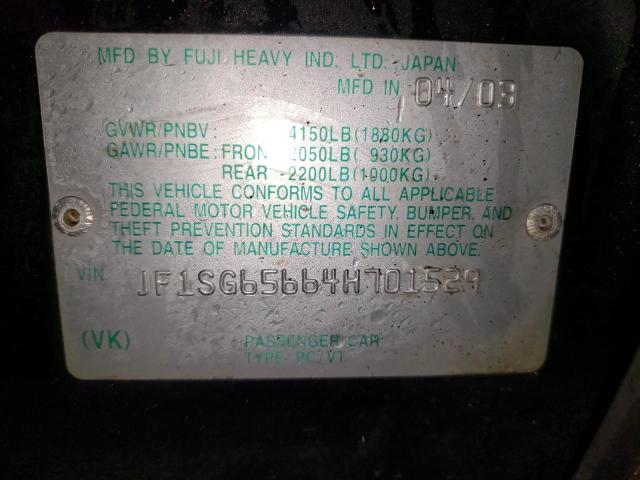 MFD BY FUJI HEAVY IND. LTD. JAPAN
MFD IN 04/03
GVWR/PNBV: 4150LB(1880KG)
GAWR/PNBE: FRON 2050LB( 930KG)
REAR 2200LB(1000KG)
THIS VEHICLE CONFORMS TO ALL APPLICABLE
FEDERAL MOTOR VEHICLE SAFETY, BUMPER, AND
THEFT PREVENTION STANDARDS IN EFFECT ON
THE DATE OF MANUFACTURE SHOWN ABOVE.
VIN JF1SG65664H701529
(VK) PASSENGER CAR
TYPE PC/V1